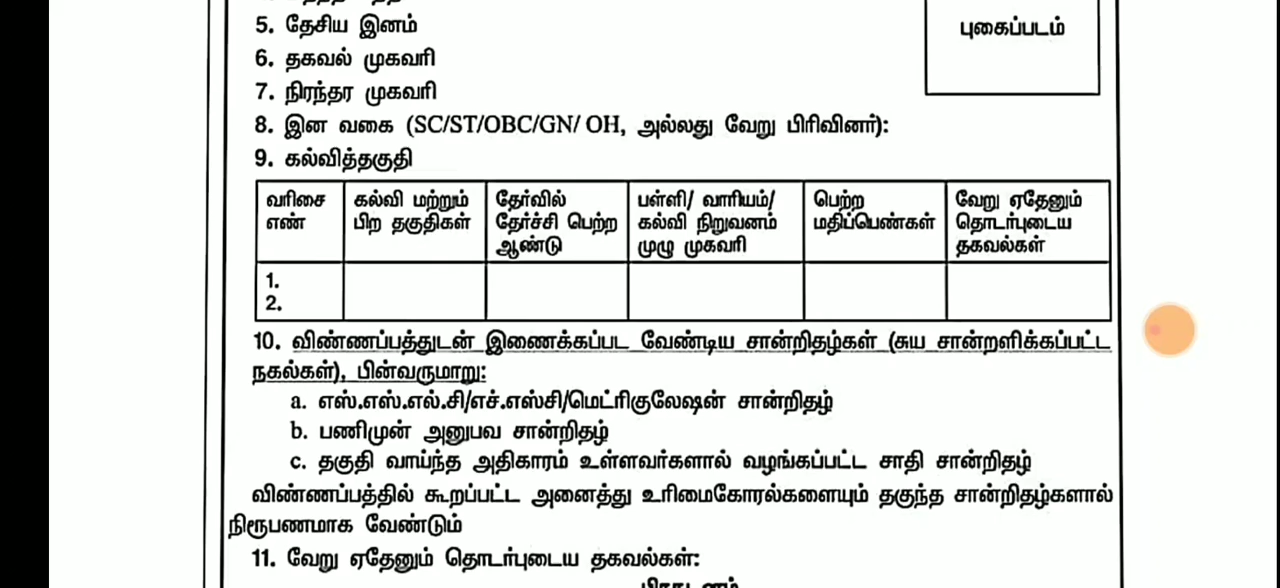 5. தேசிய இனம்
புகைப்படம்
6. தகவல் முகவரி
7. நிரந்தர முகவரி
8. இன வகை (SC/ST/OBC/GN/ OH, அல்லது வேறு பிரிவினர்):
9. கல்வித்தகுதி
வரிசை எண்
கல்வி மற்றும் பிற தகுதிகள்
தேர்வில் தேர்ச்சி பெற்ற ஆண்டு
பள்ளி/ வாரியம்/ கல்வி நிறுவனம் முழு முகவரி
பெற்ற மதிப்பெண்கள்
வேறு ஏதேனும் தொடர்புடைய தகவல்கள்
1.
2.
10. விண்ணப்பத்துடன் இணைக்கப்பட வேண்டிய சான்றிதழ்கள் (சுய சான்றளிக்கப்பட்ட
நகல்கள்), பின்வருமாறு:
a. எஸ்.எஸ்.எல்.சி/எச்.எஸ்சி/மெட்ரிகுலேஷன் சான்றிதழ்
b. பணிமுன் அனுபவ சான்றிதழ்
c. தகுதி வாய்ந்த அதிகாரம் உள்ளவர்களால் வழங்கப்பட்ட சாதி சான்றிதழ்
விண்ணப்பத்தில் கூறப்பட்ட அனைத்து உரிமைகோரல்களையும் தகுந்த சான்றிதழ்களால்
நிரூபணமாக வேண்டும்
11. வேறு ஏதேனும் தொடர்புடைய தகவல்கள்: